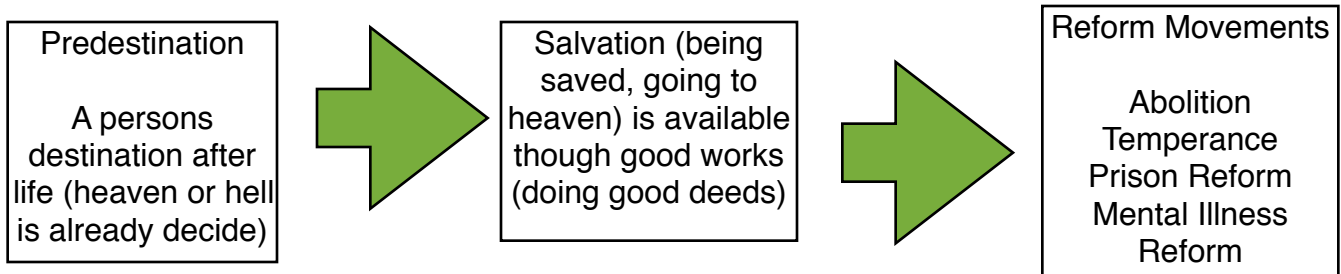 Predestination
A persons
destination after
life (heaven or hell
is already decide)
Salvation (being
saved, going to
heaven) is available
though good works
(doing good deeds)
Reform Movements
Abolition
Temperance
Prison Reform
Mental Illness
Reform